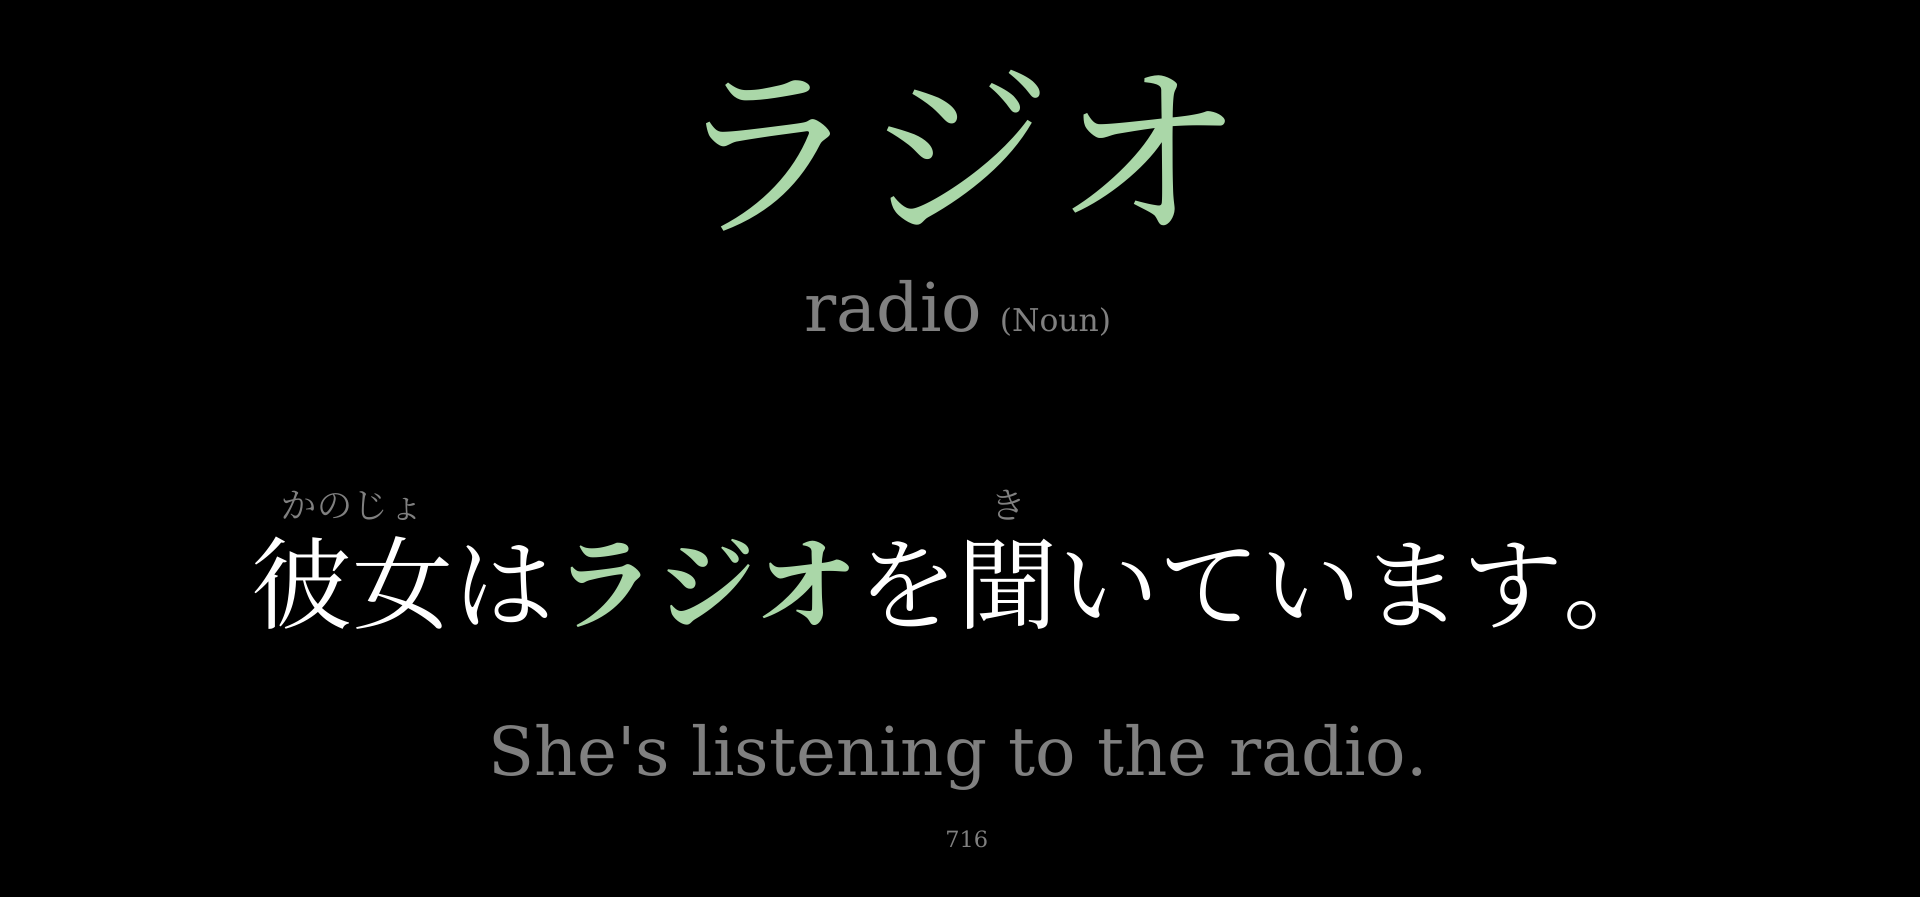 ラジオ
radio (Noun)
かのじょ き
彼女はラジオを聞いています。
She's listening to the radio.
716